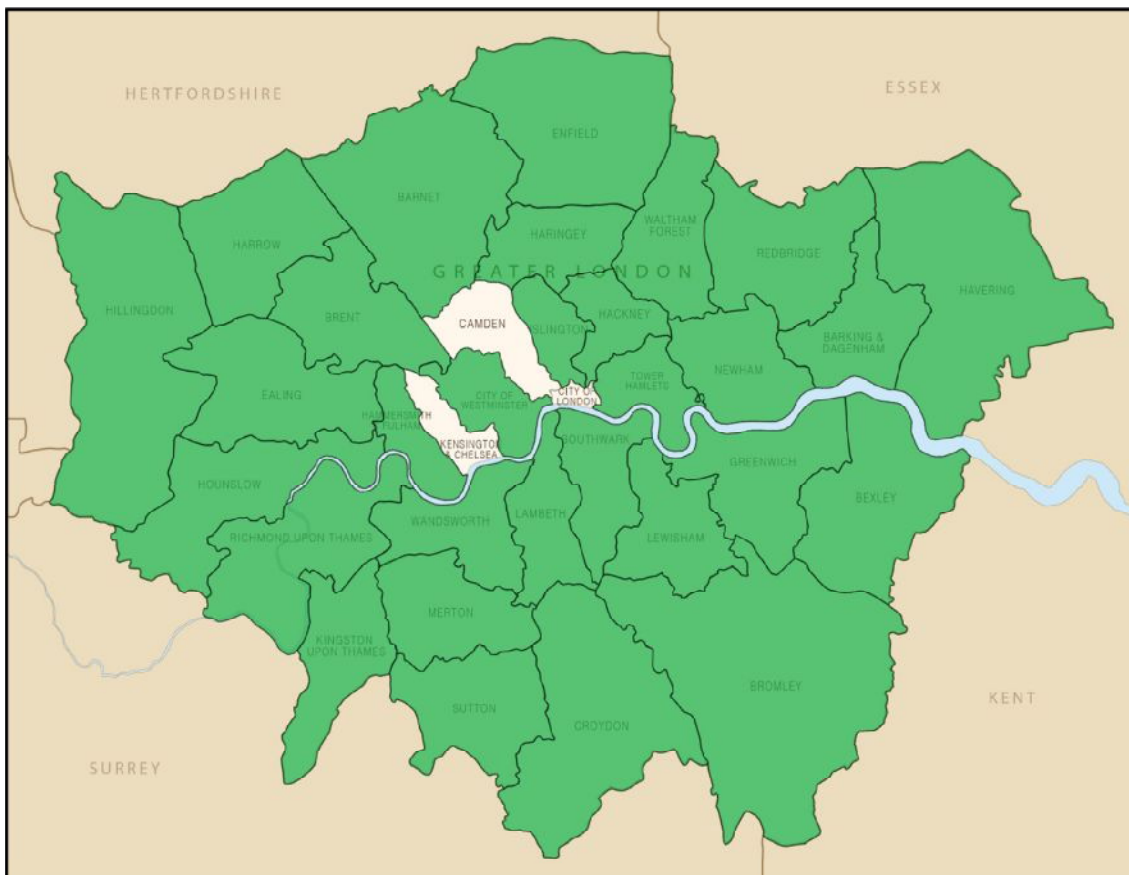 HERTFORDSHIRE
ESSEX
ENFIELD
BARNET
HARINGEY
WALTHAM
FOREST
HARROW
REDBRIDGE
GREATER LONDON
HAVERING
HILLINGDON
BRENT
CAMDEN
ISLINGTON
HACKNEY
BARKING &
DAGENHAM
NEWHAM
TOWER
HAMLETS
EALING
CITY OF
WESTMINSTER
CITY OF
LONDON
HAMMERSMITH
FULHAM
KENSINGTON
& CHELSEA
SOUTHWARK
GREENWICH
HOUNSLOW
BEXLEY
WANDSWORTH
LAMBETH
RICHMOND UPON THAMES
LEWISHAM
MERTON
KINGSTON
UPON THAMES
BROMLEY
KENT
SUTTON
CROYDON
SURREY